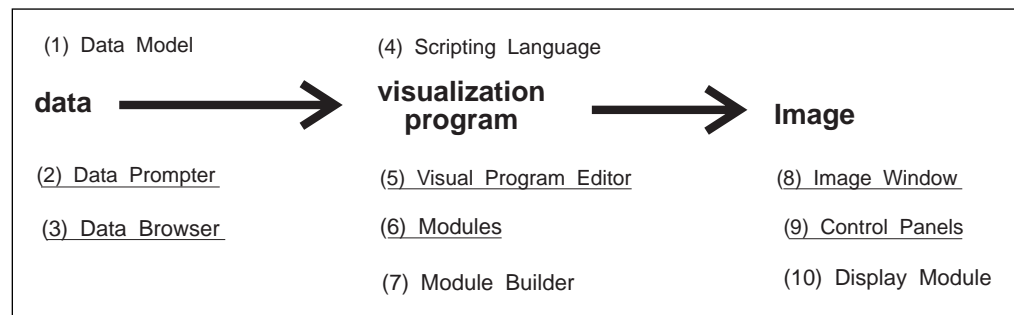 (1) Data Model
(4) Scripting Language
data
visualization
program
Image
(2) Data Prompter
(5) Visual Program Editor
(8) Image Window
(3) Data Browser
(6) Modules
(9) Control Panels
(7) Module Builder
(10) Display Module